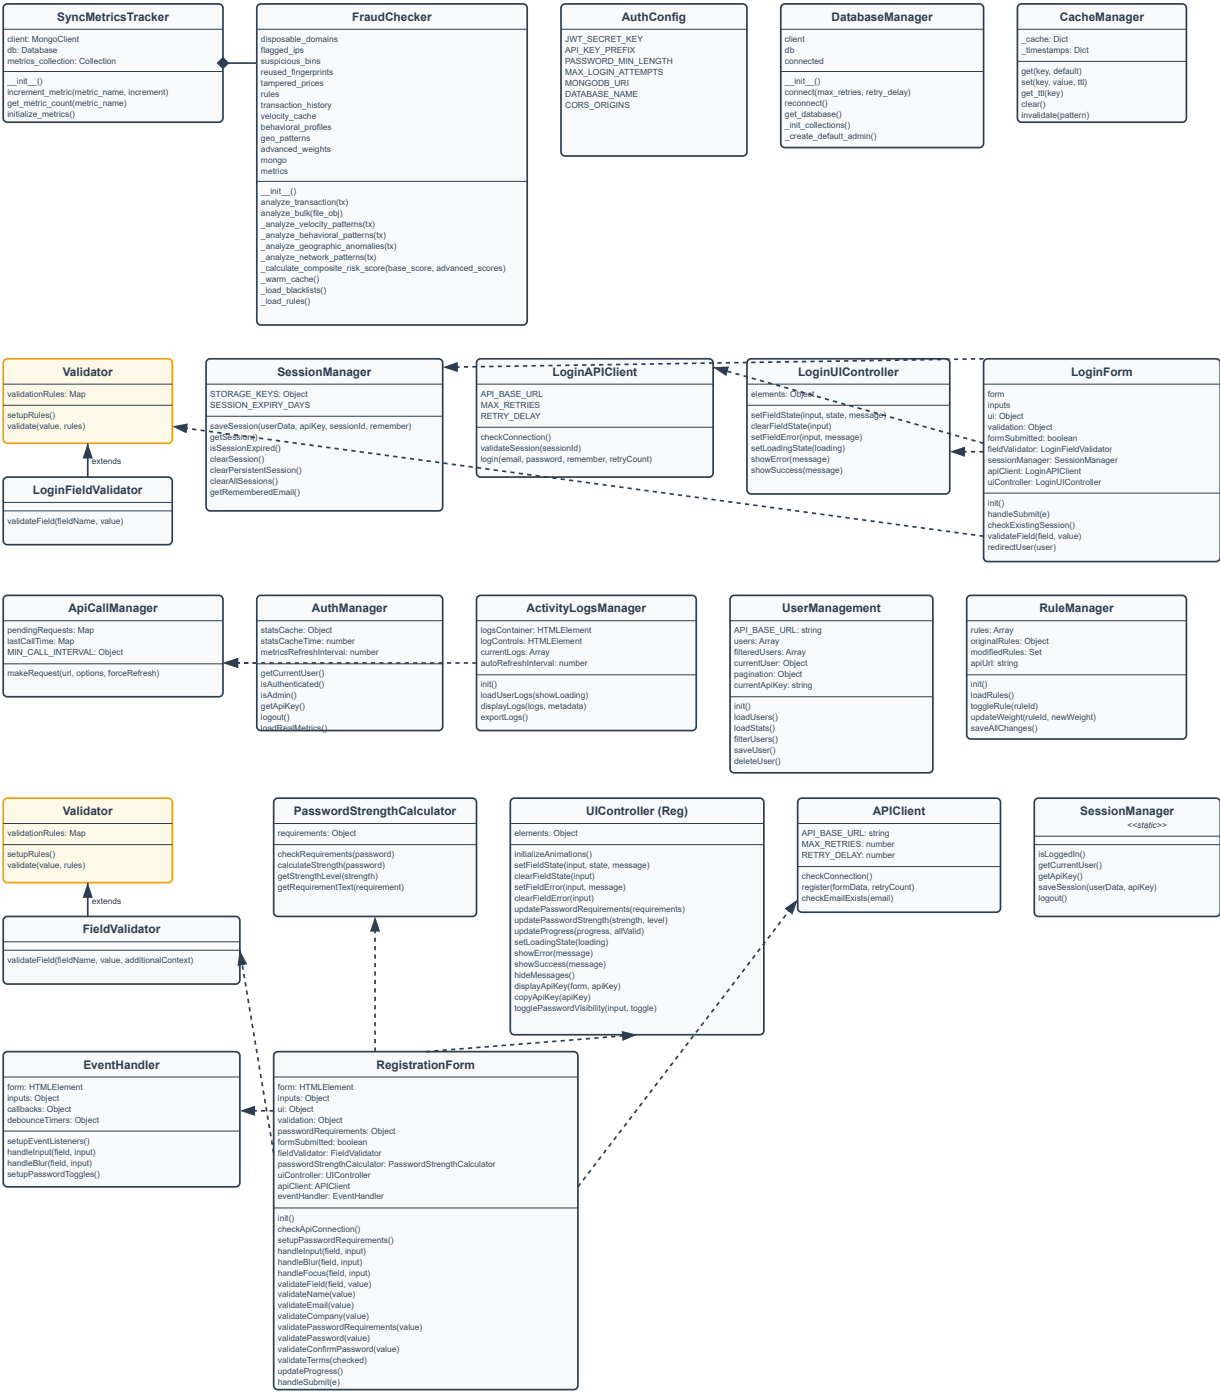 SyncMetricsTracker
client: MongoClient
db: Database
metrics_collection: Collection
__init__()
increment_metric(metric_name, increment)
get_metric_count(metric_name)
initialize_metrics()
FraudChecker
disposable_domains
flagged_ips
suspicious_bins
reused_fingerprints
tampered_prices
rules
transaction_history
velocity_cache
behavioral_profiles
geo_patterns
advanced_weights
mongo
metrics
__init__()
analyze_transaction(tx)
analyze_bulk(file_obj)
_analyze_velocity_patterns(tx)
_analyze_behavioral_patterns(tx)
_analyze_geographic_anomalies(tx)
_analyze_network_patterns(tx)
_calculate_composite_risk_score(base_score, advanced_scores)
_warm_cache()
_load_blacklists()
_load_rules()
AuthConfig
JWT_SECRET_KEY
API_KEY_PREFIX
PASSWORD_MIN_LENGTH
MAX_LOGIN_ATTEMPTS
MONGODB_URI
DATABASE_NAME
CORS_ORIGINS
DatabaseManager
client
db
connected
__init__()
connect(max_retries, retry_delay)
reconnect()
get_database()
_init_collections()
_create_default_admin()
CacheManager
_cache: Dict
_timestamps: Dict
get(key, default)
set(key, value, ttl)
get_ttl(key)
clear()
invalidate(pattern)
Validator
validationRules: Map
setupRules()
validate(value, rules)
extends
LoginFieldValidator
validateField(fieldName, value)
SessionManager
STORAGE_KEYS: Object
SESSION_EXPIRY_DAYS
saveSession(userData, apiKey, sessionId, remember)
getSession()
isSessionExpired()
clearSession()
clearPersistentSession()
clearAllSessions()
getRememberedEmail()
LoginAPIClient
API_BASE_URL
MAX_RETRIES
RETRY_DELAY
checkConnection()
validateSession(sessionId)
login(email, password, remember, retryCount)
LoginUIController
elements: Object
setFieldState(input, state, message)
clearFieldState(input)
setFieldError(input, message)
setLoadingState(loading)
showError(message)
showSuccess(message)
LoginForm
form
inputs
ui: Object
validation: Object
formSubmitted: boolean
fieldValidator: LoginFieldValidator
sessionManager: SessionManager
apiClient: LoginAPIClient
uiController: LoginUIController
init()
handleSubmit(e)
checkExistingSession()
validateField(field, value)
redirectUser(user)
ApiCallManager
pendingRequests: Map
lastCallTime: Map
MIN_CALL_INTERVAL: Object
makeRequest(url, options, forceRefresh)
AuthManager
statsCache: Object
statsCacheTime: number
metricsRefreshInterval: number
getCurrentUser()
isAuthenticated()
isAdmin()
getApiKey()
logout()
loadRealMetrics()
ActivityLogsManager
logsContainer: HTMLElement
logControls: HTMLElement
currentLogs: Array
autoRefreshInterval: number
init()
loadUserLogs(showLoading)
displayLogs(logs, metadata)
exportLogs()
UserManagement
API_BASE_URL: string
users: Array
filteredUsers: Array
currentUser: Object
pagination: Object
currentApiKey: string
init()
loadUsers()
loadStats()
filterUsers()
saveUser()
deleteUser()
RuleManager
rules: Array
originalRules: Object
modifiedRules: Set
apiUrl: string
init()
loadRules()
toggleRule(ruleId)
updateWeight(ruleId, newWeight)
saveAllChanges()
Validator
validationRules: Map
setupRules()
validate(value, rules)
extends
FieldValidator
validateField(fieldName, value, additionalContext)
PasswordStrengthCalculator
requirements: Object
checkRequirements(password)
calculateStrength(password)
getStrengthLevel(strength)
getRequirementText(requirement)
UIController (Reg)
elements: Object
initializeAnimations()
setFieldState(input, state, message)
clearFieldState(input)
setFieldError(input, message)
clearFieldError(input)
updatePasswordRequirements(requirements)
updatePasswordStrength(strength, level)
updateProgress(progress, allValid)
setLoadingState(loading)
showError(message)
showSuccess(message)
hideMessages()
displayApiKey(form, apiKey)
copyApiKey(apiKey)
togglePasswordVisibility(input, toggle)
APIClient
API_BASE_URL: string
MAX_RETRIES: number
RETRY_DELAY: number
checkConnection()
register(formData, retryCount)
checkEmailExists(email)
SessionManager
<<static>>
isLoggedIn()
getCurrentUser()
getApiKey()
saveSession(userData, apiKey)
logout()
EventHandler
form: HTMLElement
inputs: Object
callbacks: Object
debounceTimers: Object
setupEventListeners()
handleInput(field, input)
handleBlur(field, input)
setupPasswordToggles()
RegistrationForm
form: HTMLElement
inputs: Object
ui: Object
validation: Object
passwordRequirements: Object
formSubmitted: boolean
fieldValidator: FieldValidator
passwordStrengthCalculator: PasswordStrengthCalculator
uiController: UIController
apiClient: APIClient
eventHandler: EventHandler
init()
checkApiConnection()
setupPasswordRequirements()
handleInput(field, input)
handleBlur(field, input)
handleFocus(field, input)
validateField(field, value)
validateName(value)
validateEmail(value)
validateCompany(value)
validatePasswordRequirements(value)
validatePassword(value)
validateConfirmPassword(value)
validateTerms(checked)
updateProgress()
handleSubmit(e)